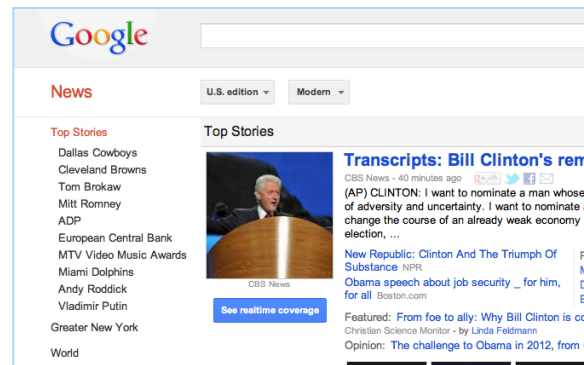 Google
News
U.S. edition
Modern
Top Stories
Dallas Cowboys
Cleveland Browns
Tom Brokaw
Mitt Romney
ADP
European Central Bank
MTV Video Music Awards
Miami Dolphins
Andy Roddick
Vladimir Putin
Greater New York
World
Top Stories
CBS News
See realtime coverage
Transcripts: Bill Clinton's rem
CBS News - 40 minutes ago
(AP) CLINTON: I want to nominate a man whose
of adversity and uncertainty. I want to nominate
change the course of an already weak economy
election, ...
New Republic: Clinton And The Triumph Of
Substance NPR
Obama speech about job security _ for him,
for all Boston.com
Featured: From foe to ally: Why Bill Clinton is co
Christian Science Monitor - by Linda Feldmann
Opinion: The challenge to Obama in 2012, from